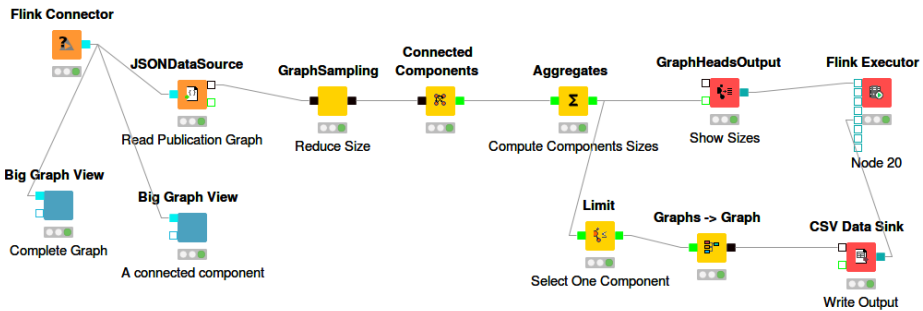 Flink Connector
JSONDataSource
Read Publication Graph
GraphSampling
Reduce Size
Connected
Components
Aggregates
Compute Components Sizes
GraphHeadsOutput
Show Sizes
Flink Executor
Node 20
Big Graph View
Complete Graph
Big Graph View
A connected component
Limit
Select One Component
Graphs -> Graph
CSV Data Sink
Write Output